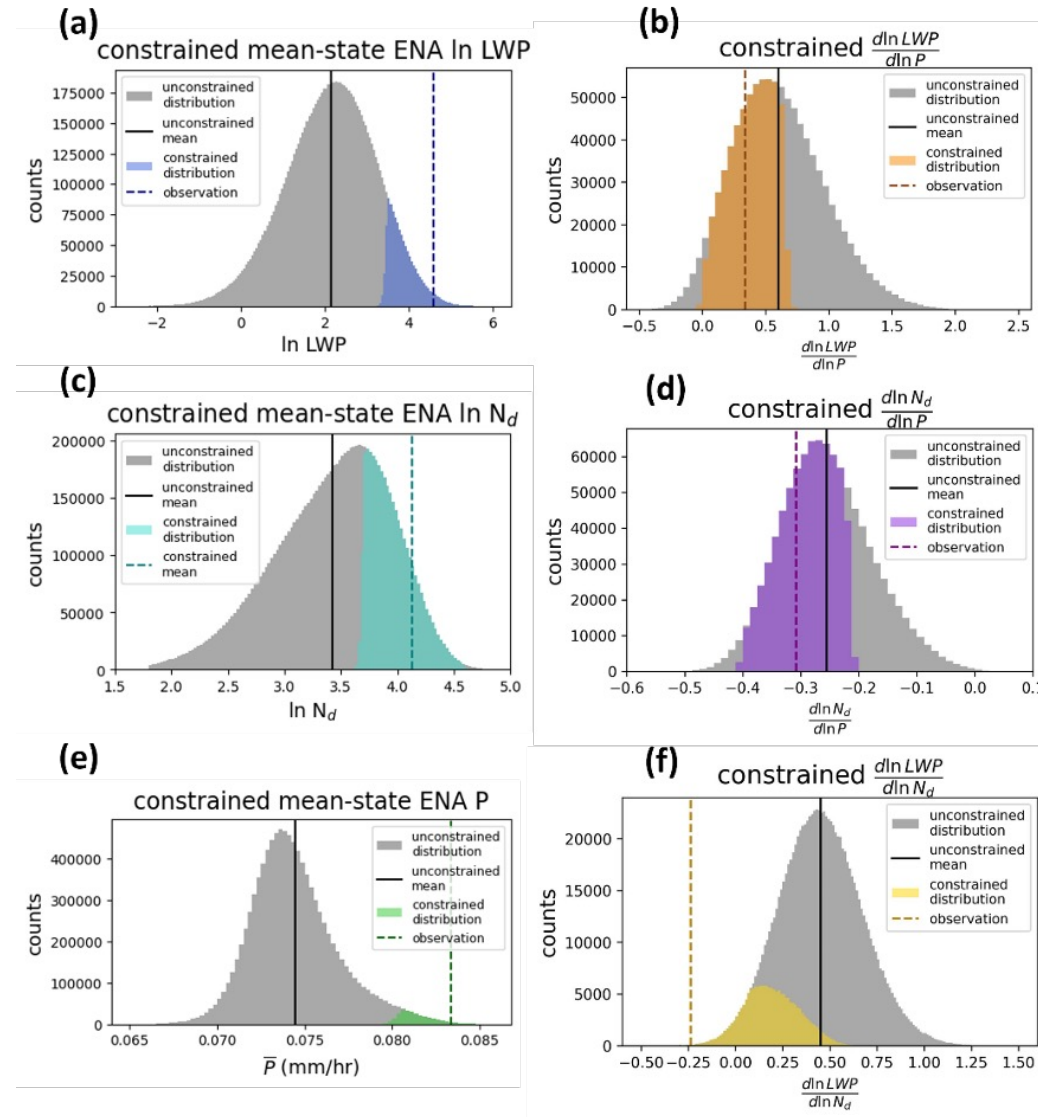 (a)
constrained mean-state ENA ln LWP
unconstrained
distribution
unconstrained
mean
constrained
distribution
observation
counts
175000
150000
125000
100000
75000
50000
25000
0
−2
0
2
4
6
ln LWP
(b)
constrained dln LWP/dln P
unconstrained
distribution
unconstrained
mean
constrained
distribution
observation
counts
50000
40000
30000
20000
10000
0
−0.5
0.0
0.5
1.0
1.5
2.0
2.5
dln LWP
dln P
(c)
constrained mean-state ENA ln Nd
unconstrained
distribution
unconstrained
mean
constrained
distribution
constrained
mean
counts
200000
150000
100000
50000
0
1.5
2.0
2.5
3.0
3.5
4.0
4.5
5.0
ln Nd
(d)
constrained dln Nd/dln P
unconstrained
distribution
unconstrained
mean
constrained
distribution
observation
counts
60000
50000
40000
30000
20000
10000
0
−0.6
−0.5
−0.4
−0.3
−0.2
−0.1
0.0
0.1
dln Nd
dln P
(e)
constrained mean-state ENA P
unconstrained
distribution
unconstrained
mean
constrained
distribution
observation
counts
400000
300000
200000
100000
0
0.065
0.070
0.075
0.080
0.085
P̅ (mm/hr)
(f)
constrained dln LWP/dln Nd
unconstrained
distribution
unconstrained
mean
constrained
distribution
observation
counts
20000
15000
10000
5000
0
−0.50
−0.25
0.00
0.25
0.50
0.75
1.00
1.25
1.50
dln LWP
dln Nd